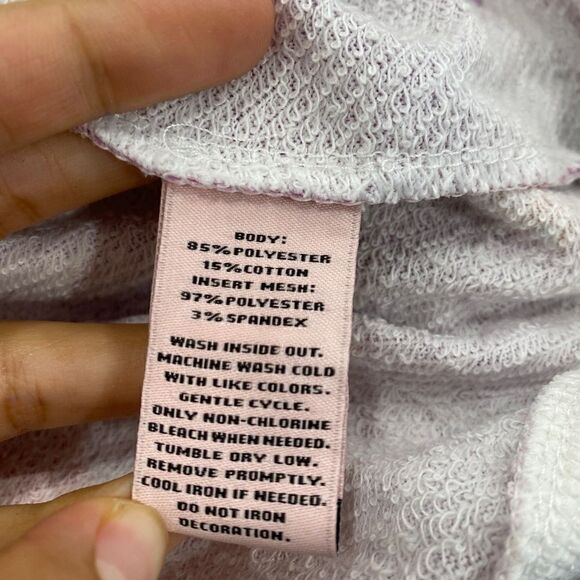 BODY:
85%POLYESTER
15%COTTON
INSERT MESH:
97%POLYESTER
3%SPANDEX
WASH INSIDE OUT.
MACHINE WASH COLD
WITH LIKE COLORS.
GENTLE CYCLE.
ONLY NON-CHLORINE
BLEACH WHEN NEEDED.
TUMBLE DRY LOW.
REMOVE PROMPTLY.
COOL IRON IF NEEDED.
DO NOT IRON
DECORATION.